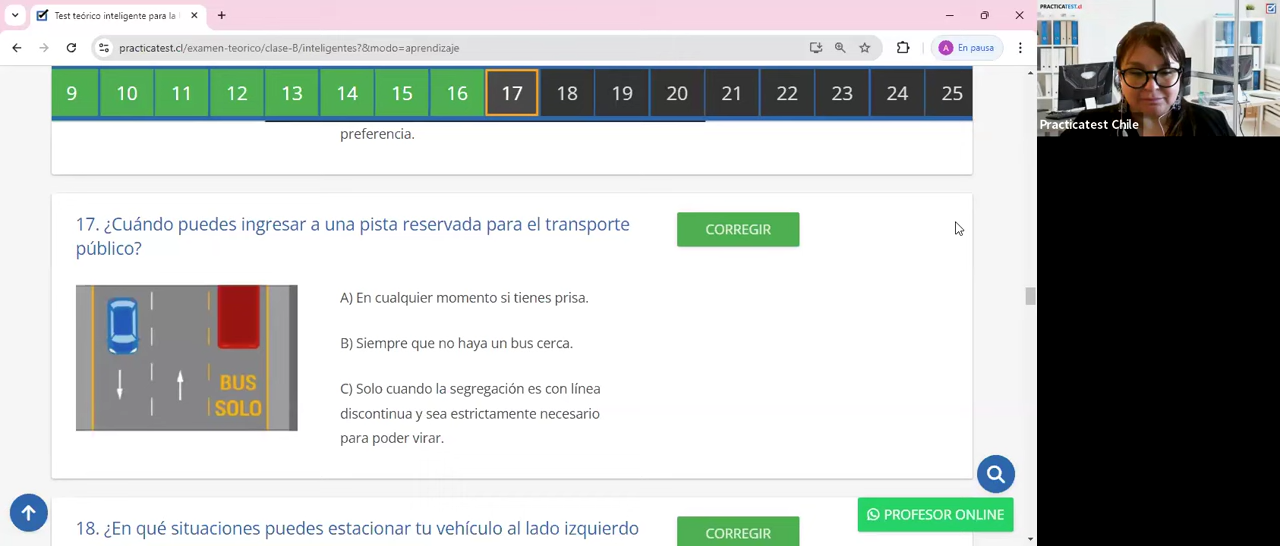 Test teórico inteligente para la
PRACTICATEST.cl
practicatest.cl/examen-teorico/clase-B/inteligentes?&modo=aprendizaje
A
En pausa
9 10 11 12 13 14 15 16 17 18 19 20 21 22 23 24 25
Practicatest Chile
preferencia.
17. ¿Cuándo puedes ingresar a una pista reservada para el transporte
público?
CORREGIR
A) En cualquier momento si tienes prisa.
B) Siempre que no haya un bus cerca.
C) Solo cuando la segregación es con línea
discontinua y sea estrictamente necesario
para poder virar.
BUS
SOLO
PROFESOR ONLINE
18. ¿En qué situaciones puedes estacionar tu vehículo al lado izquierdo
CORREGIR